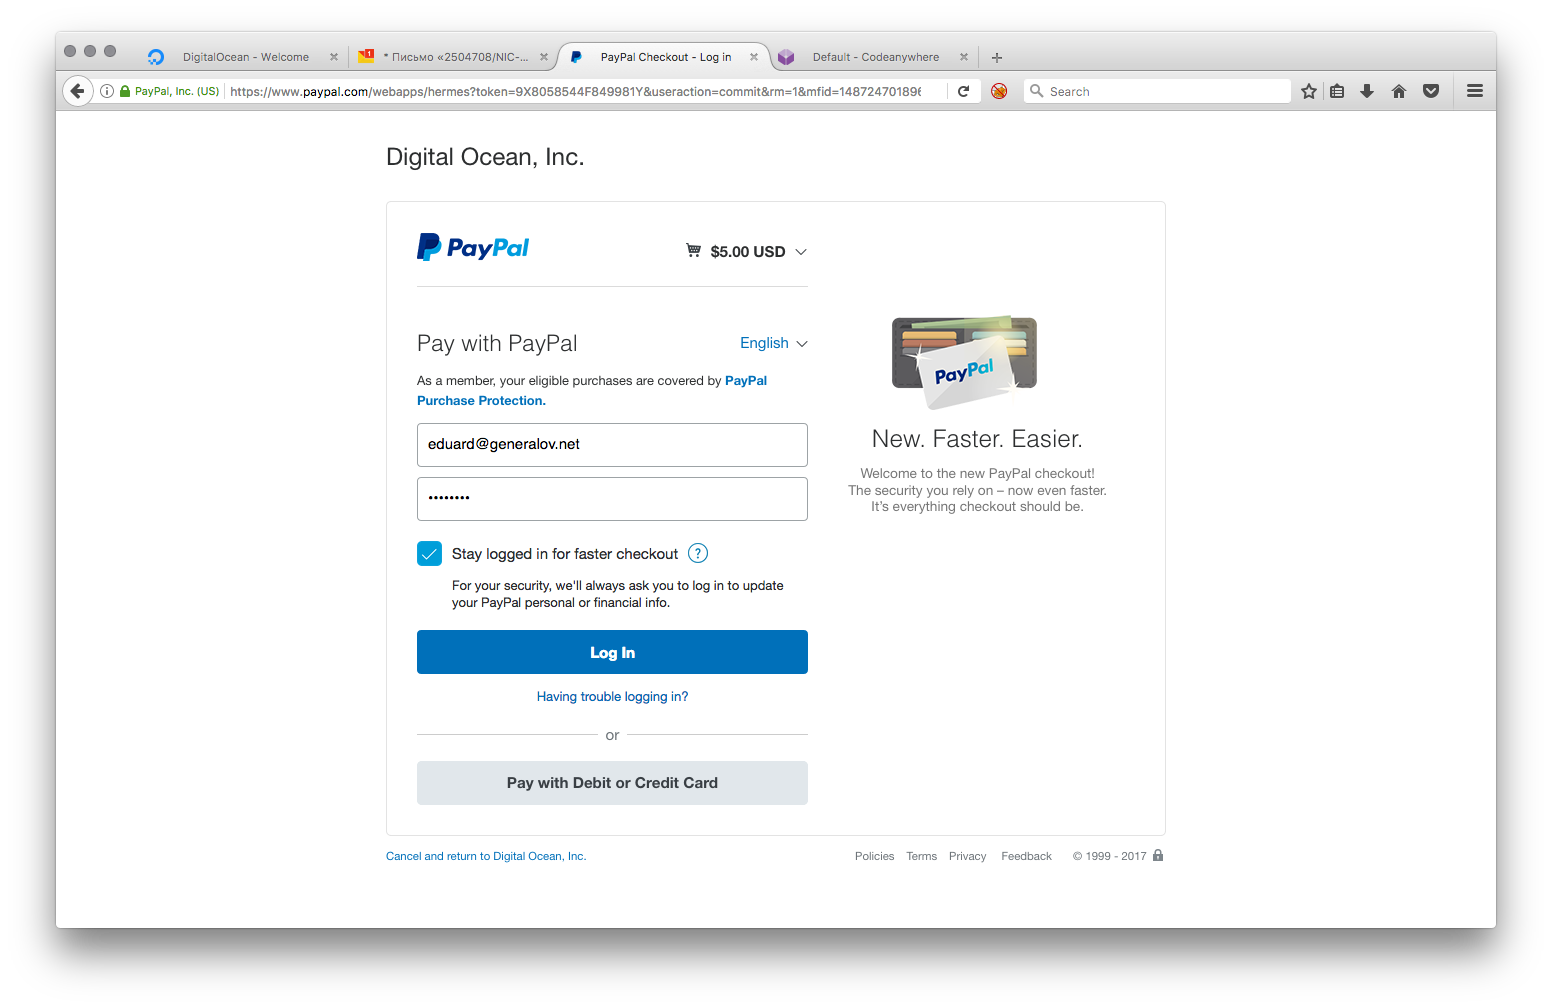 DigitalOcean - Welcome
1
* Письмо «2504708/NIC-...
PayPal Checkout - Log in
Default - Codeanywhere
PayPal, Inc. (US)
https://www.paypal.com/webapps/hermes?token=9X8058544F849981Y&useraction=commit&rm=1&mfid=148724701896
Search
Digital Ocean, Inc.
PayPal
$5.00 USD
Pay with PayPal
English
As a member, your eligible purchases are covered by PayPal
Purchase Protection.
eduard@generalov.net
••••••••
Stay logged in for faster checkout ?
For your security, we'll always ask you to log in to update
your PayPal personal or financial info.
Log In
Having trouble logging in?
or
Pay with Debit or Credit Card
PayPal
New. Faster. Easier.
Welcome to the new PayPal checkout!
The security you rely on – now even faster.
It's everything checkout should be.
Cancel and return to Digital Ocean, Inc.
Policies Terms Privacy Feedback © 1999 - 2017